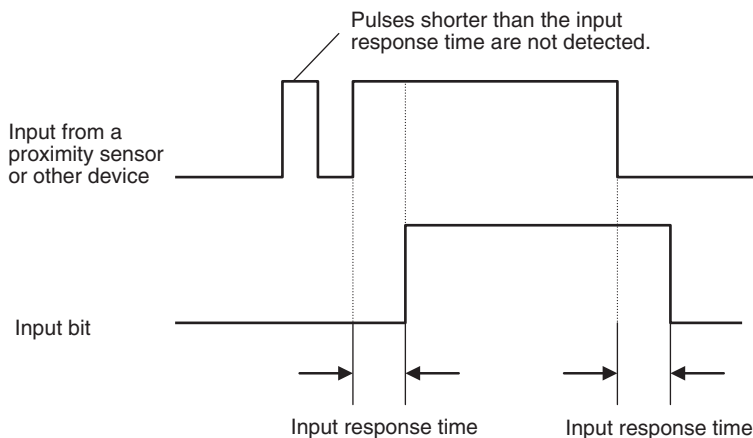 Pulses shorter than the input
response time are not detected.
Input from a
proximity sensor
or other device
Input bit
Input response time
Input response time